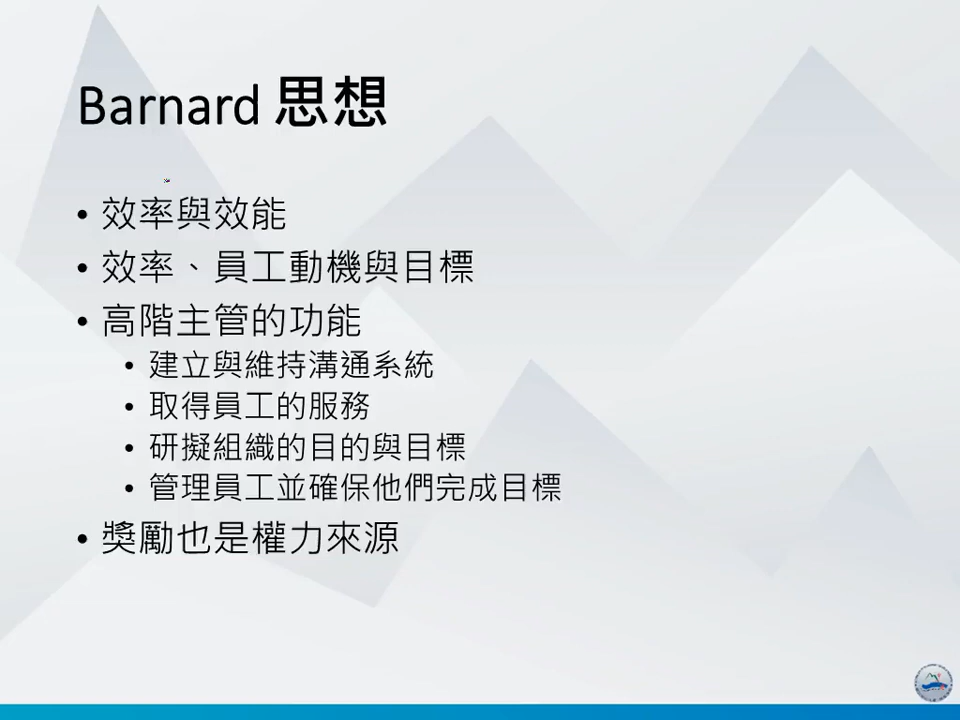 Barnard 思想
• 效率與效能
• 效率、員工動機與目標
• 高階主管的功能
• 建立與維持溝通系統
• 取得員工的服務
• 研擬組織的目的與目標
• 管理員工並確保他們完成目標
• 獎勵也是權力來源